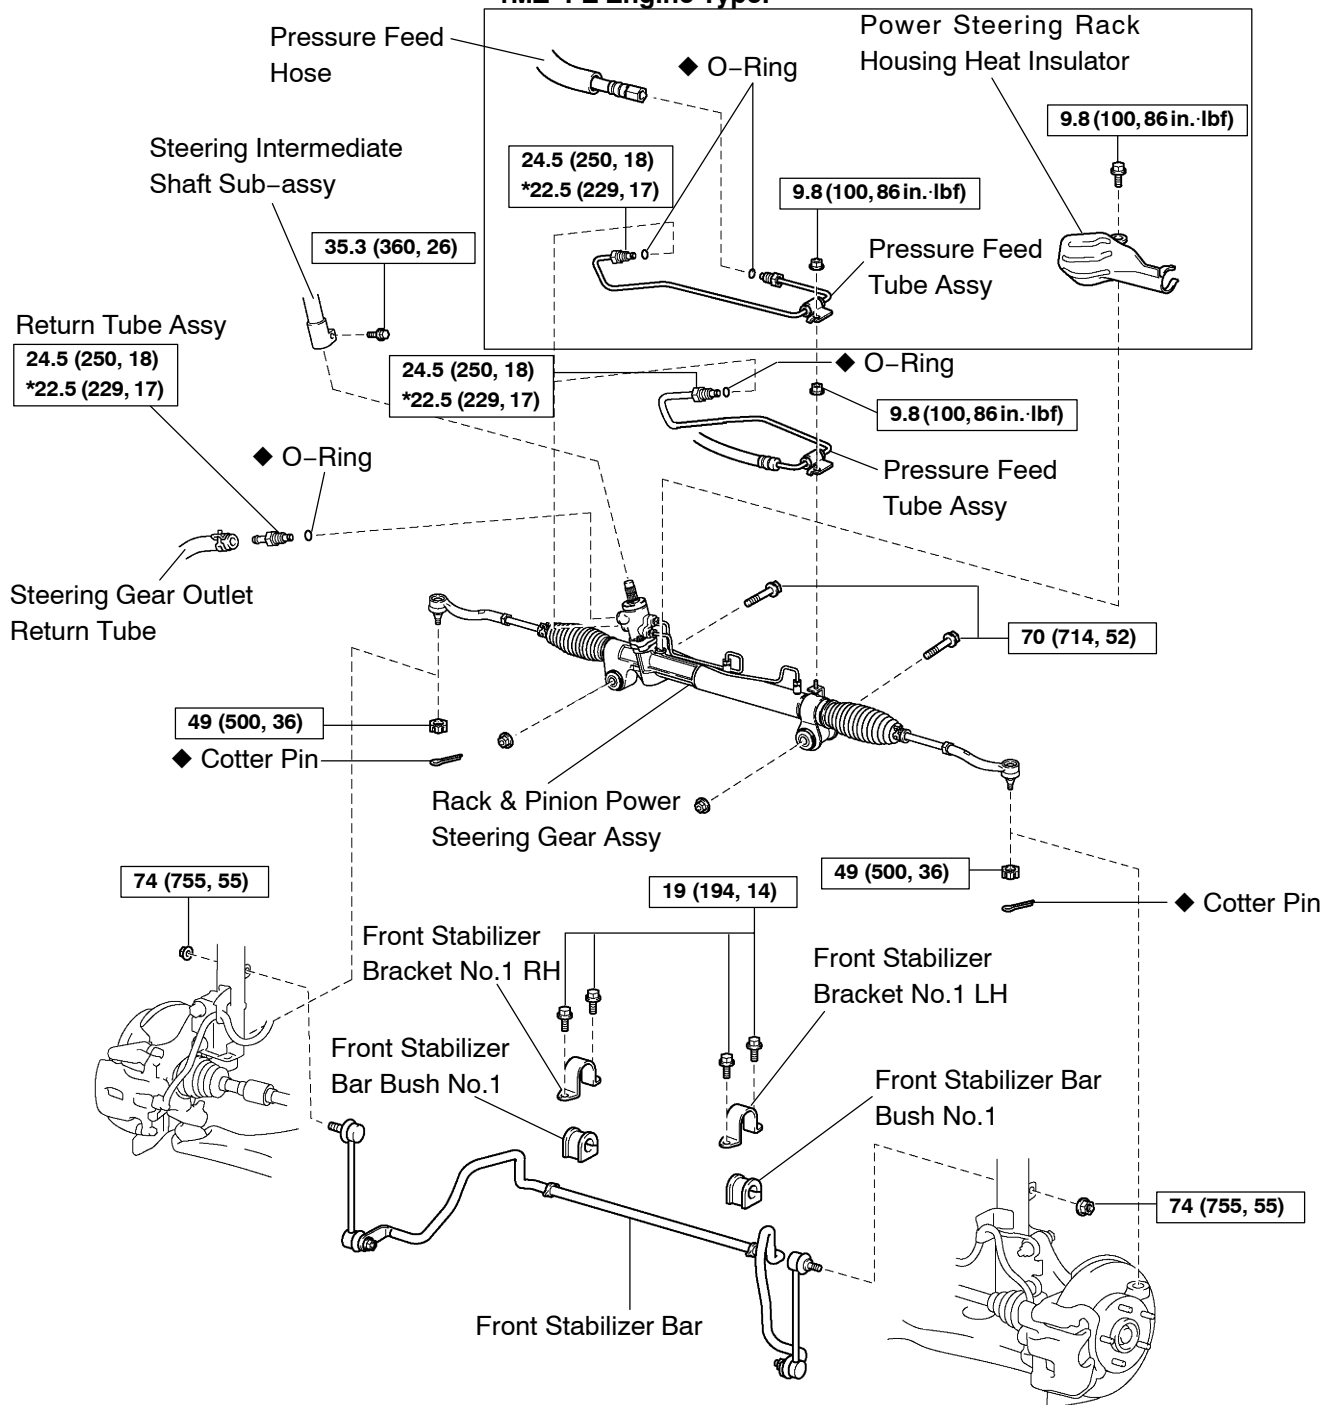 Engine Type:
Pressure Feed
Hose
◆ O-Ring
Power Steering Rack
Housing Heat Insulator
9.8 (100, 86 in.·lbf)
Steering Intermediate
Shaft Sub-assy
24.5 (250, 18)
*22.5 (229, 17)
9.8 (100, 86 in.·lbf)
35.3 (360, 26)
Pressure Feed
Tube Assy
Return Tube Assy
24.5 (250, 18)
*22.5 (229, 17)
24.5 (250, 18)
*22.5 (229, 17)
◆ O-Ring
9.8 (100, 86 in.·lbf)
◆ O-Ring
Pressure Feed
Tube Assy
Steering Gear Outlet
Return Tube
70 (714, 52)
49 (500, 36)
◆ Cotter Pin
Rack & Pinion Power
Steering Gear Assy
74 (755, 55)
19 (194, 14)
49 (500, 36)
◆ Cotter Pin
Front Stabilizer
Bracket No.1 RH
Front Stabilizer
Bracket No.1 LH
Front Stabilizer
Bar Bush No.1
Front Stabilizer Bar
Bush No.1
74 (755, 55)
Front Stabilizer Bar